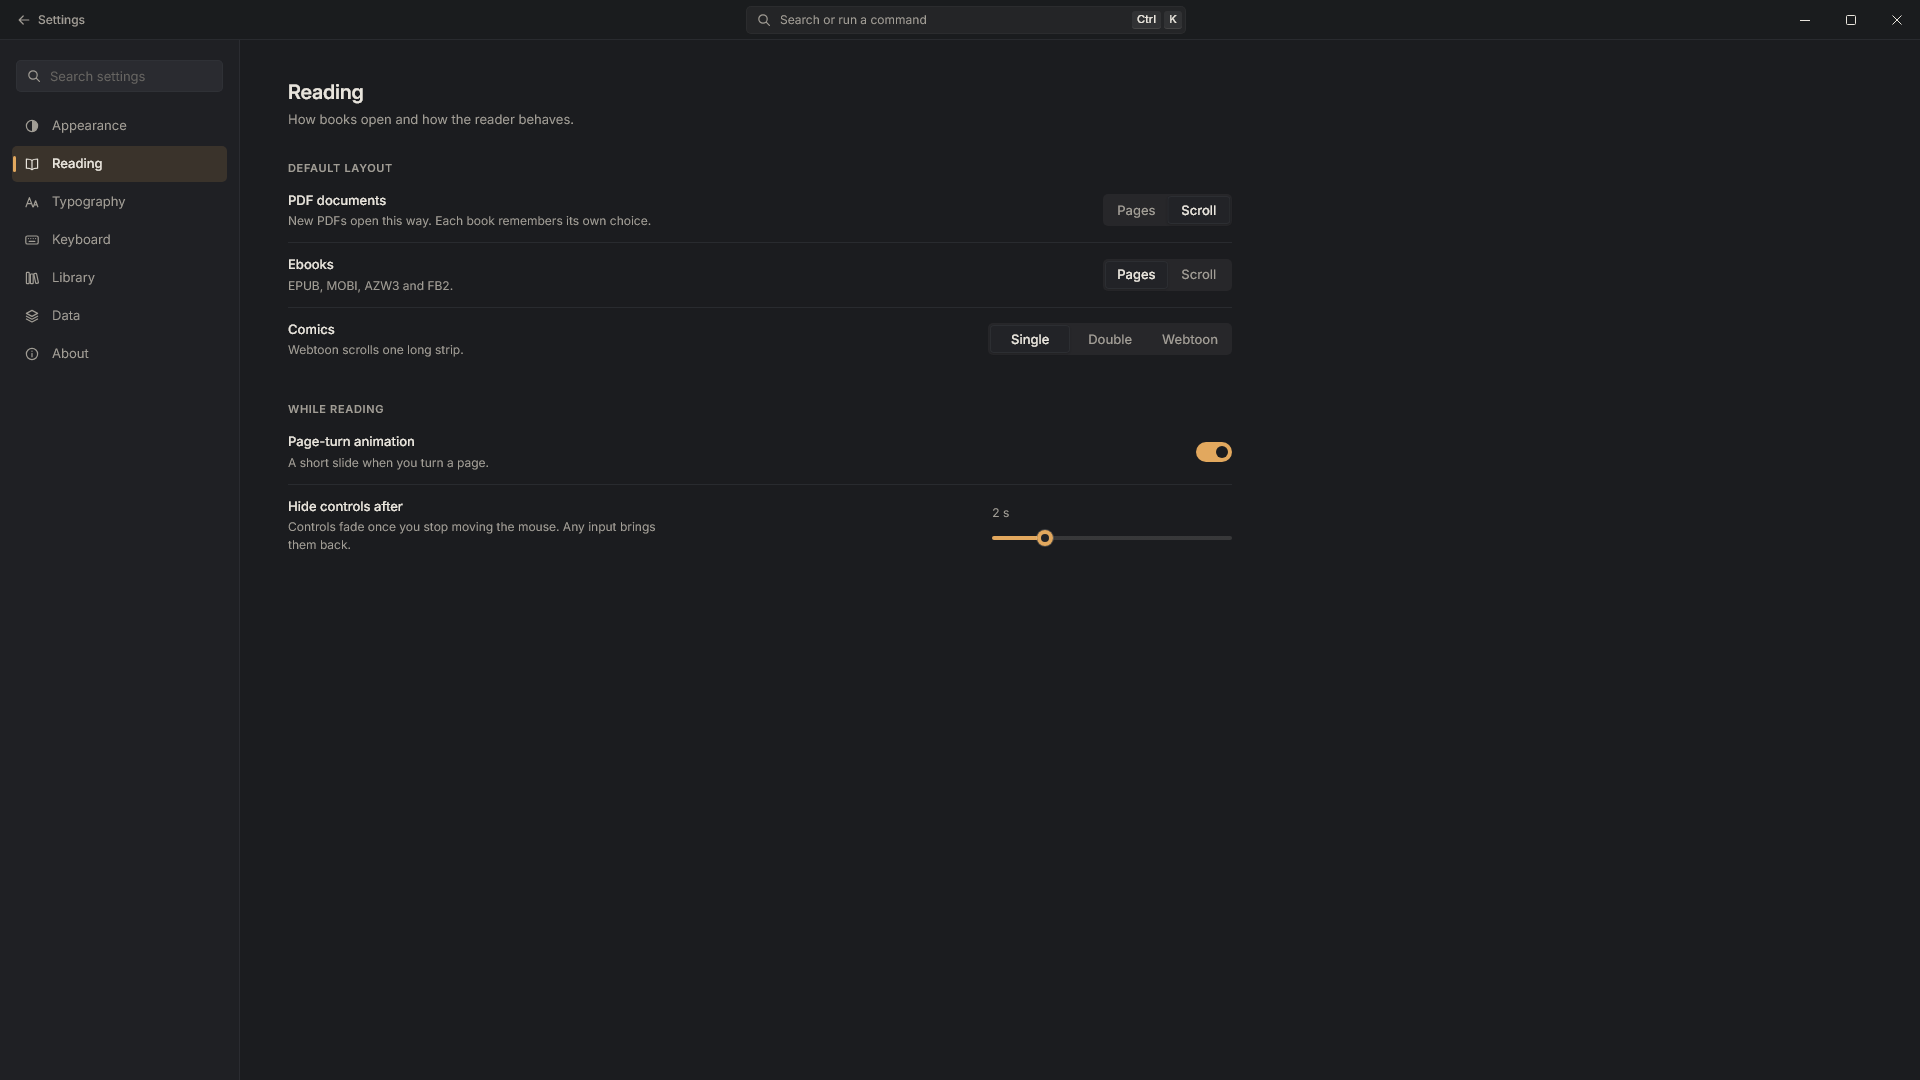 Settings
Search or run a command
Ctrl K
Search settings
Appearance
Reading
Typography
Keyboard
Library
Data
About
Reading
How books open and how the reader behaves.
DEFAULT LAYOUT
PDF documents
New PDFs open this way. Each book remembers its own choice.
Pages Scroll
Ebooks
EPUB, MOBI, AZW3 and FB2.
Pages Scroll
Comics
Webtoon scrolls one long strip.
Single Double Webtoon
WHILE READING
Page-turn animation
A short slide when you turn a page.
Hide controls after
Controls fade once you stop moving the mouse. Any input brings
them back.
2 s